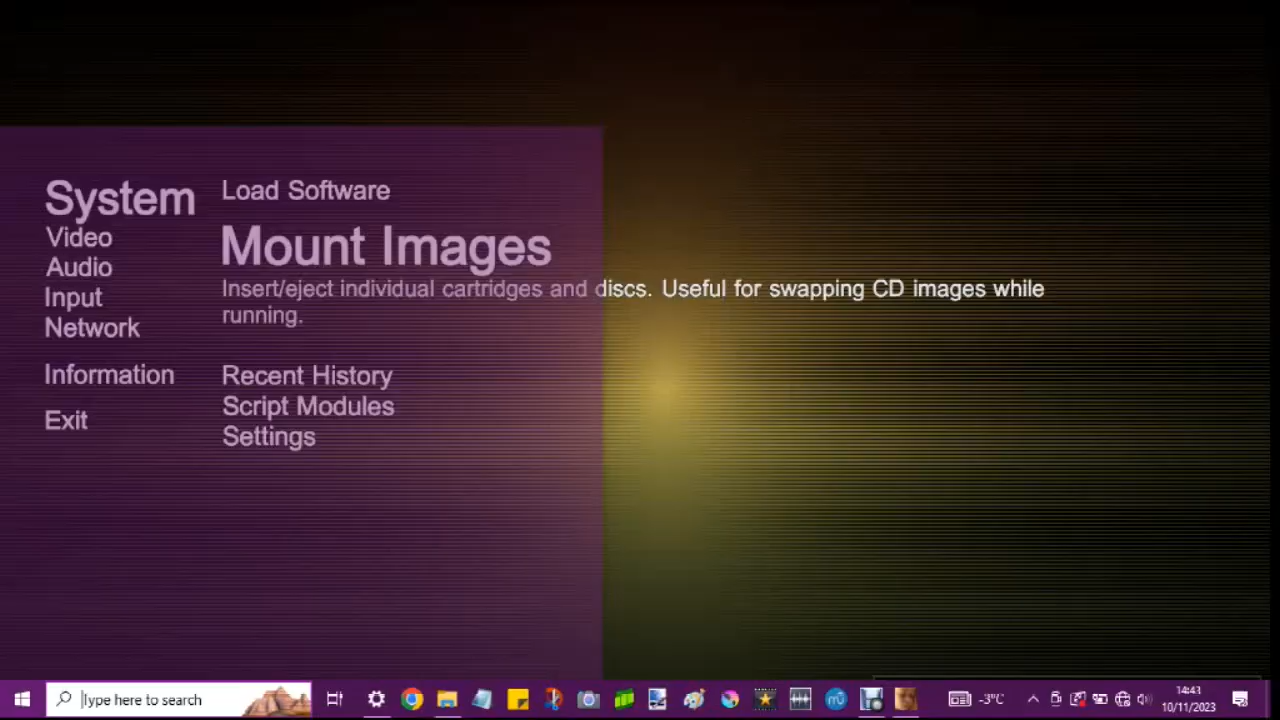 System
Video
Audio
Input
Network
Information
Exit
Load Software
Mount Images
Insert/eject individual cartridges and discs. Useful for swapping CD images while
running.
Recent History
Script Modules
Settings
Type here to search
-3°C
14:43
10/11/2023